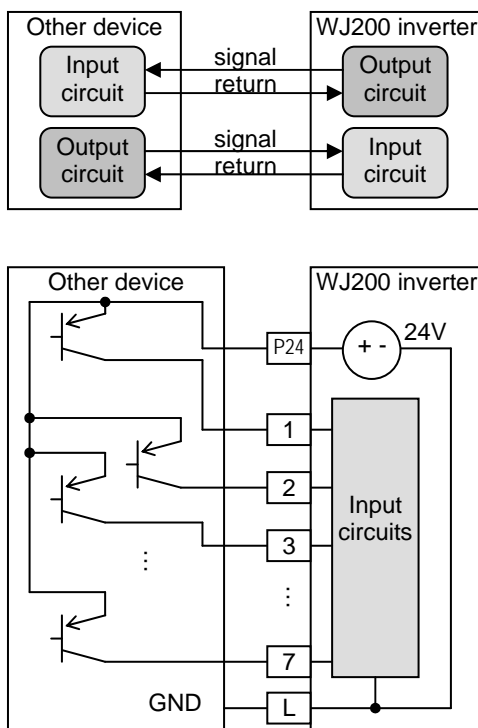 Other device
WJ200 inverter
Input
circuit
signal
return
Output
circuit
Output
circuit
signal
return
Input
circuit
Other device
WJ200 inverter
P24
+ -
24V
1
2
Input
circuits
3
⋮
⋮
7
GND
L